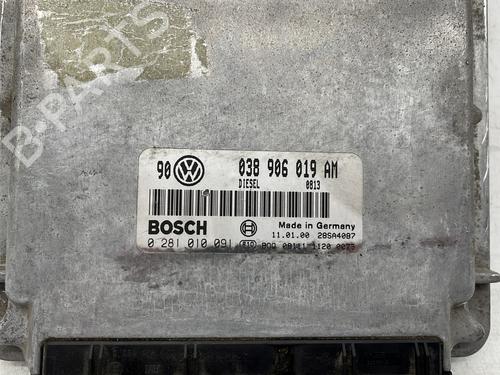 B-PARTS
90 VW 038 906 019 AM
DIESEL 0813
BOSCH
Made in Germany
11.01.00 28SA4087
0 281 010 091